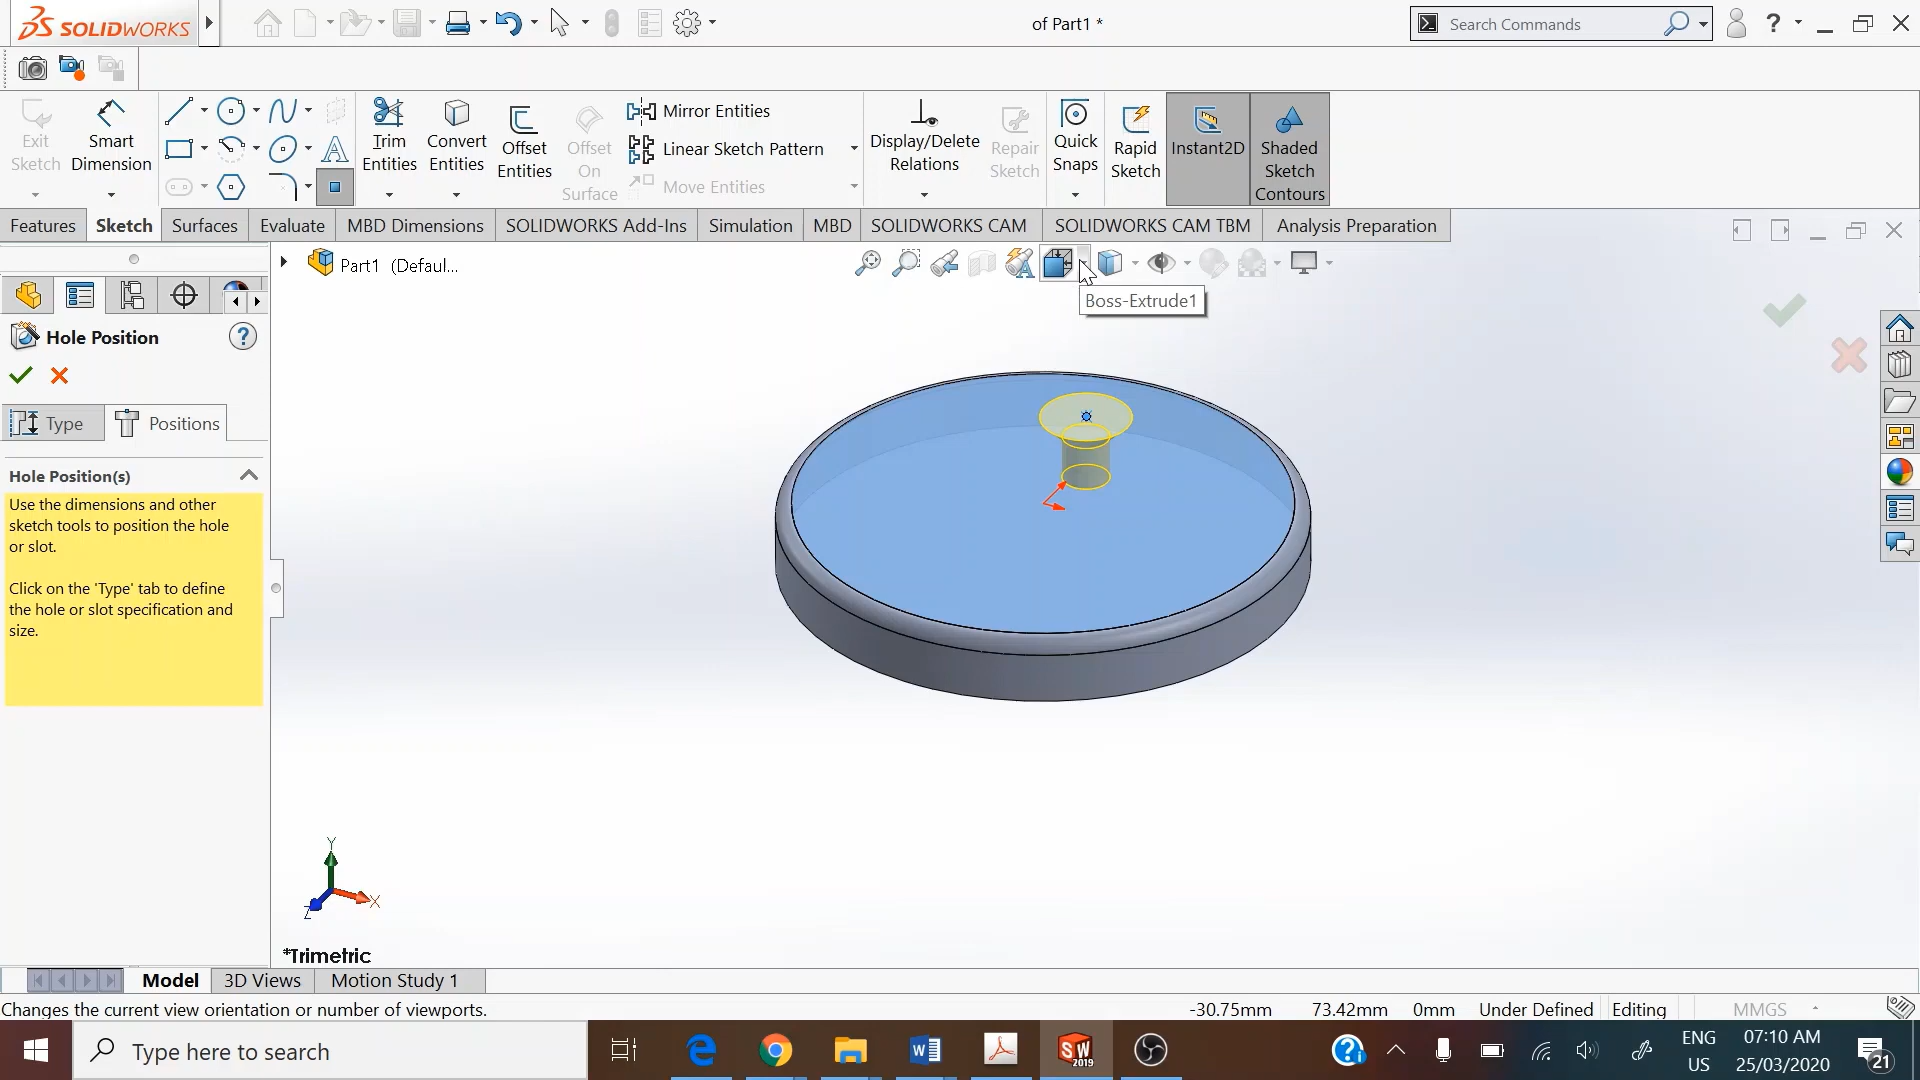 SOLIDWORKS
of Part1 *
Search Commands
?
Exit
Sketch
Smart
Dimension
Trim
Entities
Convert
Entities
Offset
Entities
Offset
On
Surface
Mirror Entities
Linear Sketch Pattern
Move Entities
Display/Delete
Relations
Repair
Sketch
Quick
Snaps
Rapid
Sketch
Instant2D
Shaded
Sketch
Contours
Features
Sketch
Surfaces
Evaluate
MBD Dimensions
SOLIDWORKS Add-Ins
Simulation
MBD
SOLIDWORKS CAM
SOLIDWORKS CAM TBM
Analysis Preparation
Part1 (Defaul...
Boss-Extrude1
Hole Position
?
Type
Positions
Hole Position(s)
Use the dimensions and other
sketch tools to position the hole
or slot.
Click on the 'Type' tab to define
the hole or slot specification and
size.
Y
X
Z
*Trimetric
Model
3D Views
Motion Study 1
Changes the current view orientation or number of viewports.
-30.75mm
73.42mm
0mm
Under Defined
Editing
MMGS
Type here to search
SW
2019
ENG
US
07:10 AM
25/03/2020
21